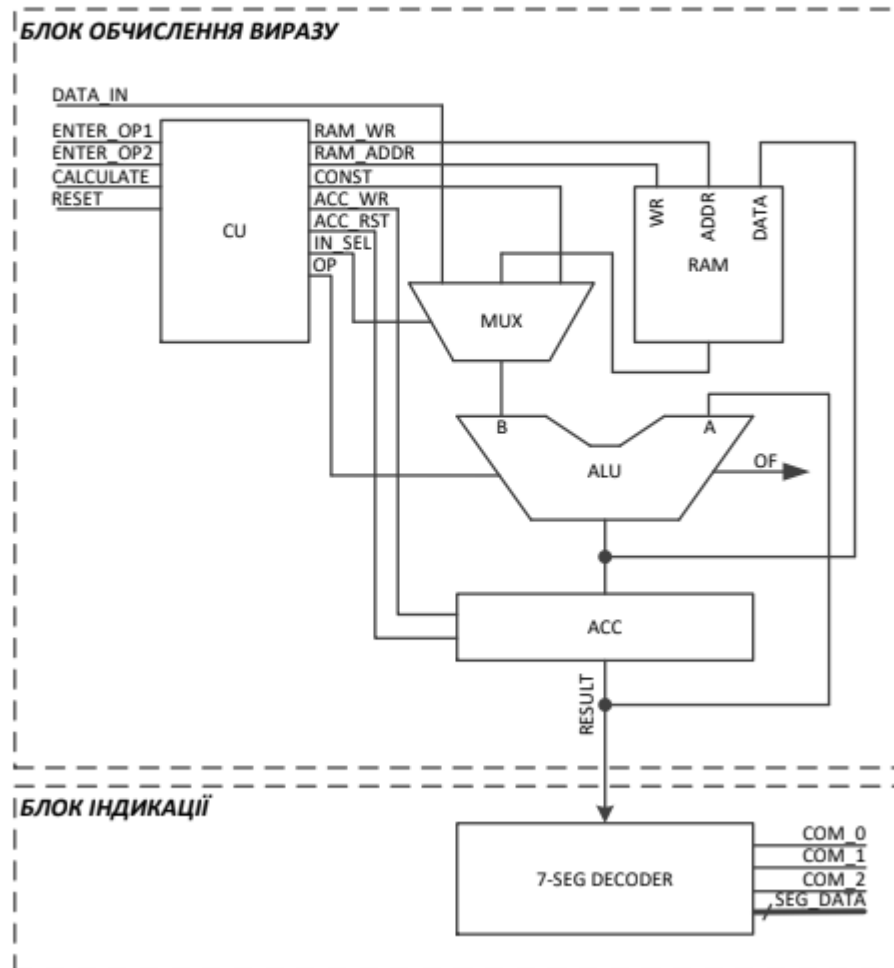 БЛОК ОБЧИСЛЕННЯ ВИРАЗУ
DATA_IN
ENTER_OP1
ENTER_OP2
CALCULATE
RESET
CU
RAM_WR
RAM_ADDR
CONST
ACC_WR
ACC_RST
IN_SEL
OP
WR
ADDR
DATA
RAM
MUX
B
A
ALU
OF
ACC
RESULT
БЛОК ІНДИКАЦІЇ
7-SEG DECODER
COM_0
COM_1
COM_2
SEG_DATA